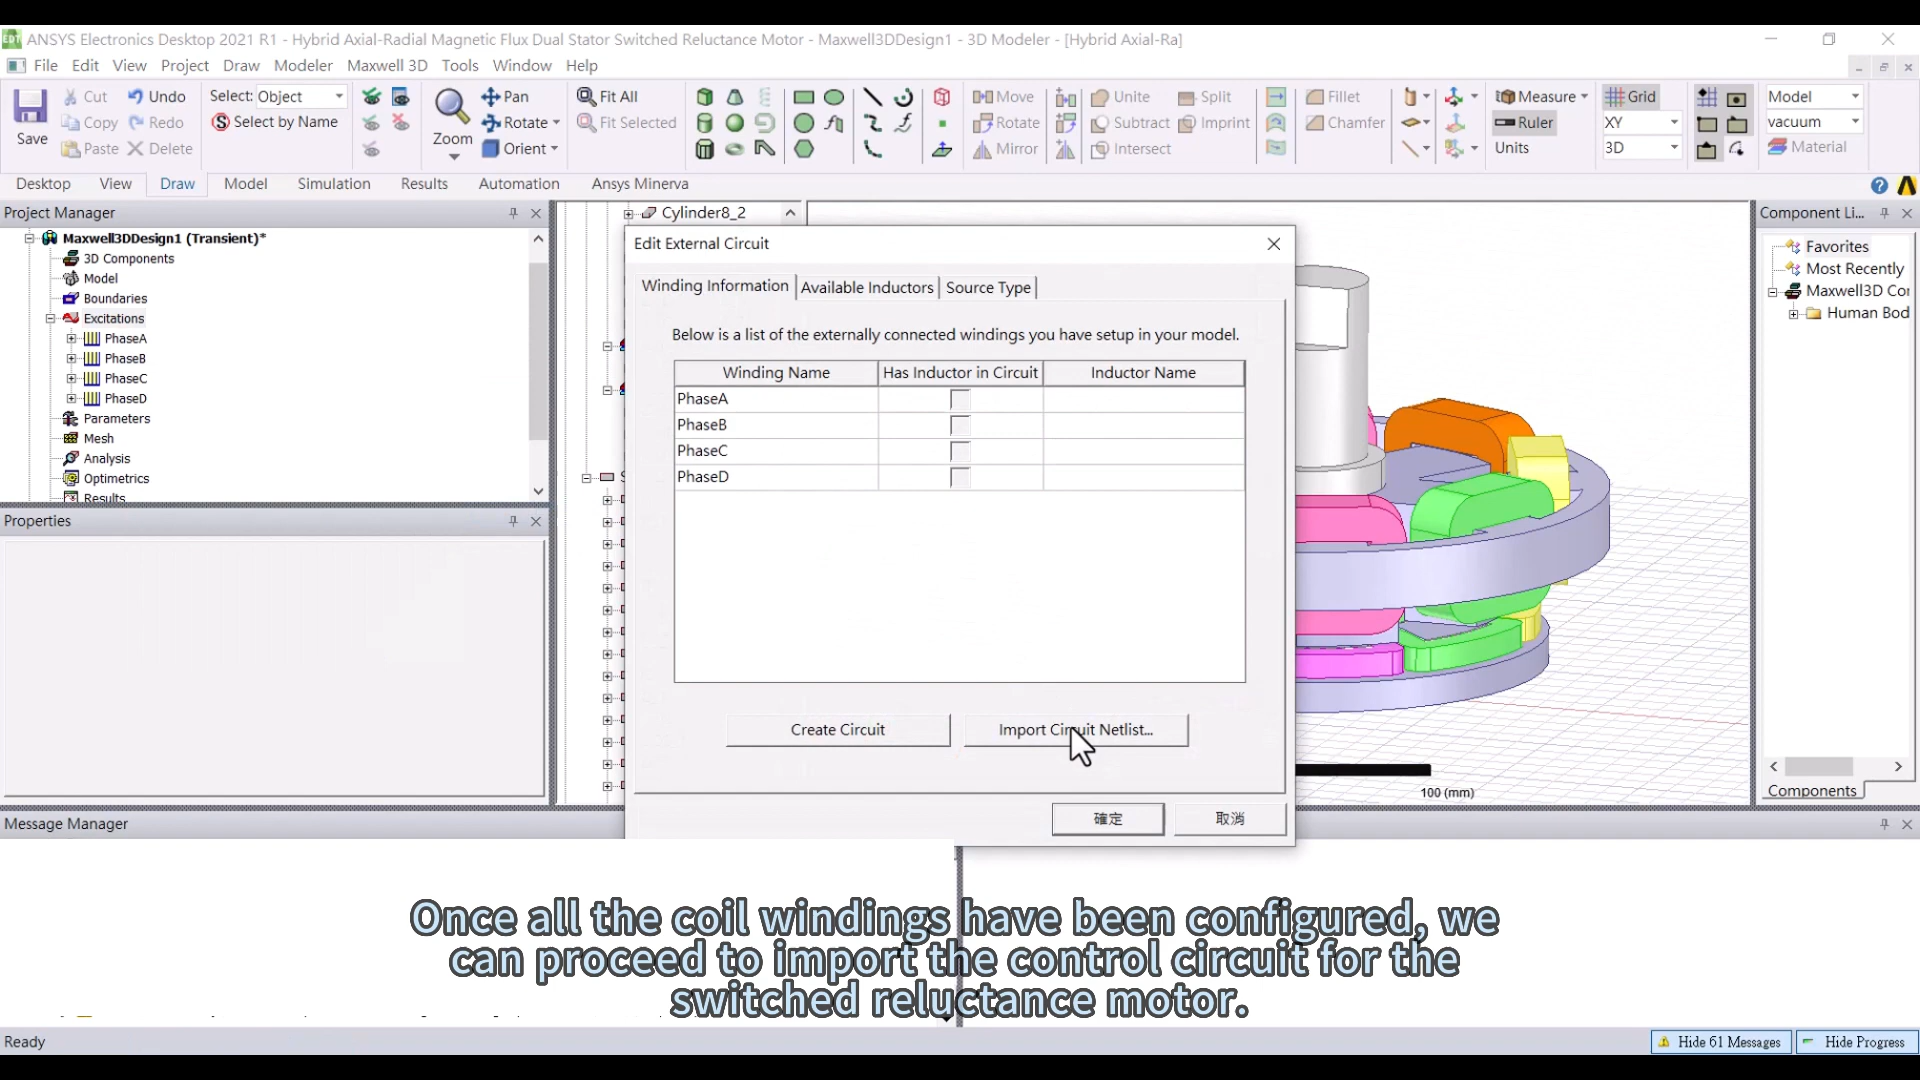 ANSYS Electronics Desktop 2021 R1 - Hybrid Axial-Radial Magnetic Flux Dual Stator Switched Reluctance Motor - Maxwell3DDesign1 - 3D Modeler - [Hybrid Axial-Ra]
File Edit View Project Draw Modeler Maxwell 3D Tools Window Help
Save
Cut Undo
Copy Redo
Paste Delete
Select: Object
Select by Name
Zoom
Pan
Rotate
Orient
Fit All
Fit Selected
Move
Rotate
Mirror
Unite Split
Subtract Imprint
Intersect
Fillet
Chamfer
Measure
Ruler
Units
Grid
XY
3D
Model
vacuum
Material
Desktop View Draw Model Simulation Results Automation Ansys Minerva
Project Manager
Maxwell3DDesign1 (Transient)*
3D Components
Model
Boundaries
Excitations
PhaseA
PhaseB
PhaseC
PhaseD
Parameters
Mesh
Analysis
Optimetrics
Results
Properties
Cylinder8_2
Edit External Circuit
Winding Information Available Inductors Source Type
Below is a list of the externally connected windings you have setup in your model.
Winding Name Has Inductor in Circuit Inductor Name
PhaseA
PhaseB
PhaseC
PhaseD
Create Circuit Import Circuit Netlist...
確定 取消
100 (mm)
Component Li...
Favorites
Most Recently
Maxwell3D Co
Human Bod
Components
Message Manager
Once all the coil windings have been configured, we
can proceed to import the control circuit for the
switched reluctance motor.
Ready
Hide 61 Messages Hide Progress